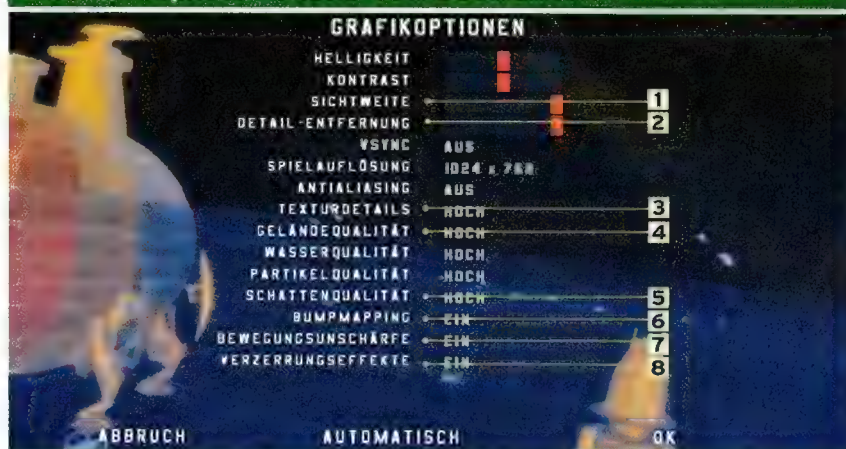 GRAFIKOPTIONEN
HELLIGKEIT
KONTRAST
SICHTWEITE 1
DETAIL-ENTFERNUNG 2
VSYNC AUS
SPIELAUFLÖSUNG 1024 x 768
ANTIALIASING AUS
TEXTURDETAILS HOCH 3
GELÄNDEQUALITÄT HOCH 4
WASSERQUALITÄT HOCH
PARTIKELQUALITÄT HOCH
SCHATTENQUALITÄT HOCH 5
BUMPMAPPING EIN 6
BEWEGUNGSUNSCHÄRFE EIN 7
VERZERRUNGSEFFEKTE EIN 8
ABBRUCH AUTOMATISCH OK